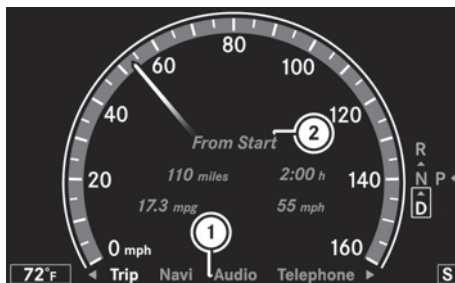 80
60
100
40
120
From Start
2
R
20
110 miles
2:00 h
140
N P
17.3 mpg
55 mph
D
1
0 mph
160
72°F
Trip Navi Audio Telephone
S